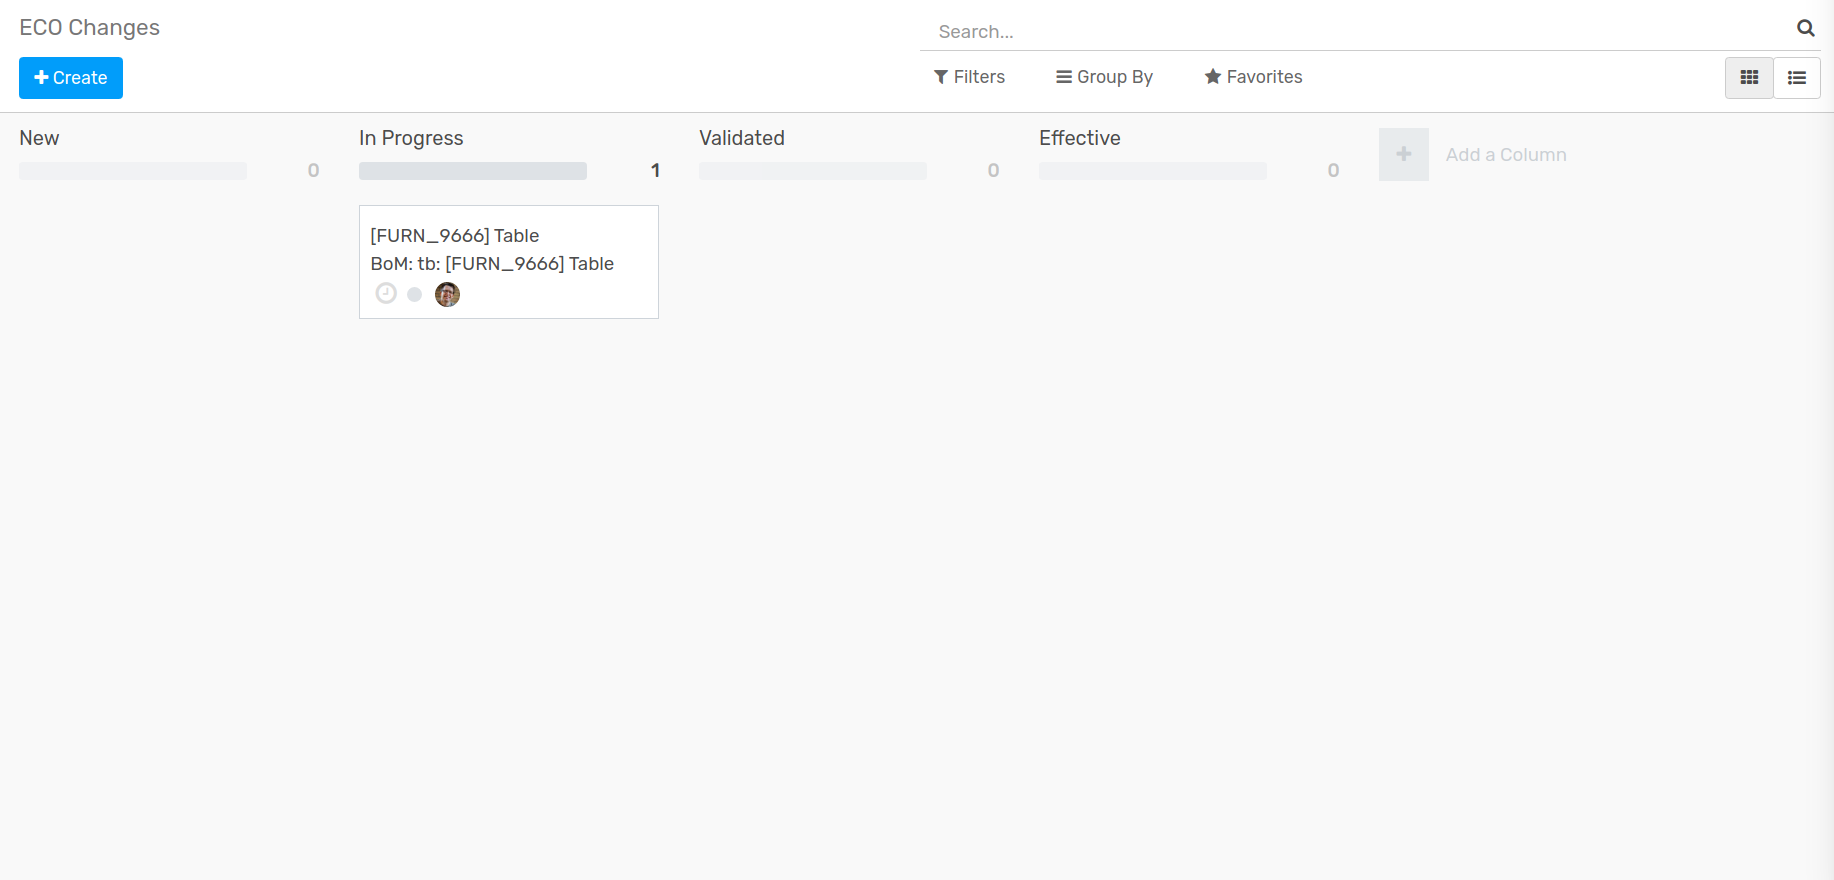 ECO Changes
Search...
Create
Filters
Group By
Favorites
New
In Progress
Validated
Effective
Add a Column
0
1
0
0
[FURN_9666] Table
BoM: tb: [FURN_9666] Table